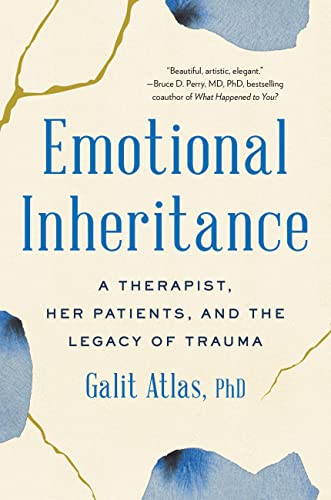 "Beautiful, artistic, elegant."
—Bruce D. Perry, MD, PhD, bestselling
coauthor of What Happened to You?
Emotional
Inheritance
A THERAPIST,
HER PATIENTS, AND THE
LEGACY OF TRAUMA
Galit Atlas, PhD